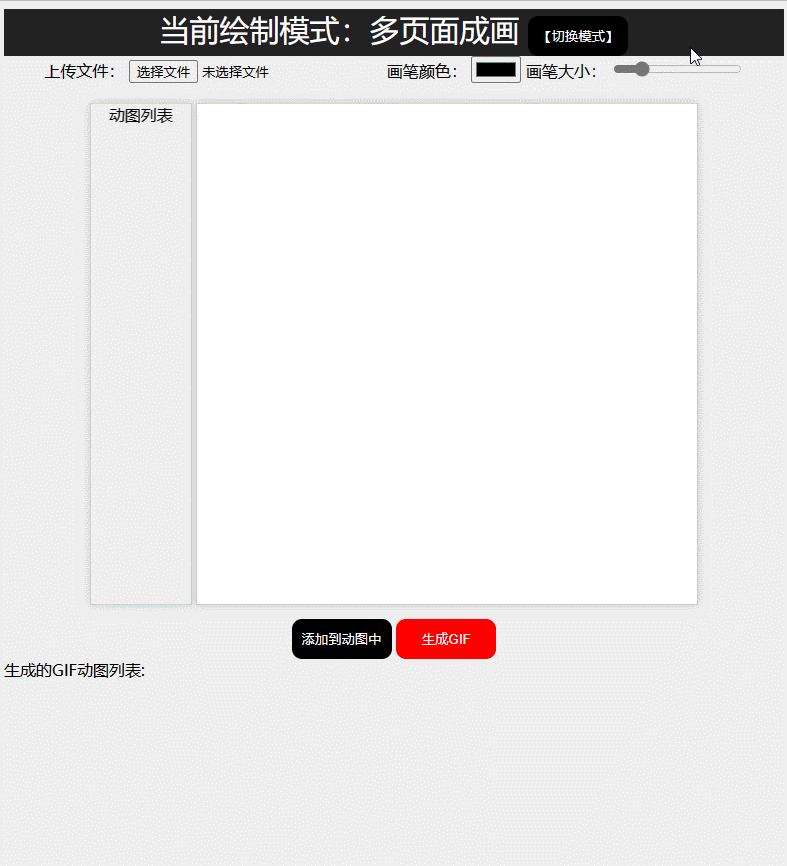 当前绘制模式：多页面成画 【切换模式】
上传文件： 选择文件 未选择文件 画笔颜色： 画笔大小：
动图列表
添加到动图中 生成GIF
生成的GIF动图列表: